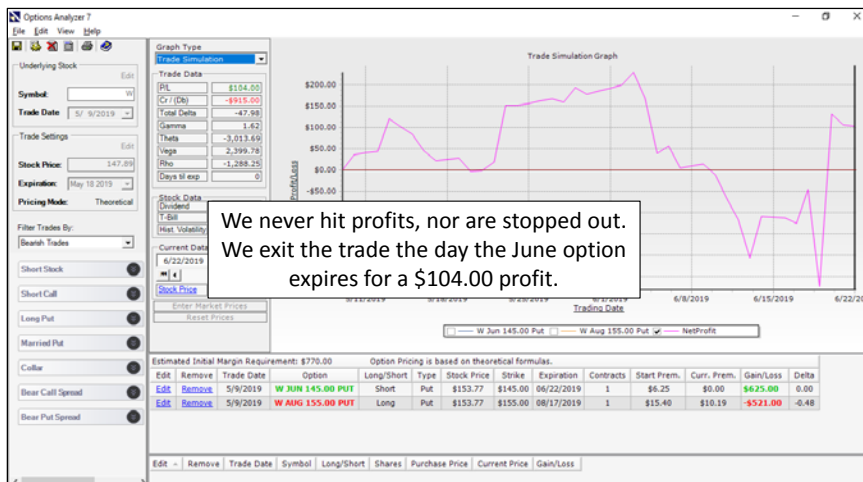 Options Analyzer 7
File Edit View Help
Underlying Stock
Edit
Symbol: W
Trade Date 5/ 9/2019
Trade Settings
Edit
Stock Price: 147.89
Expiration: May 18 2019
Pricing Mode: Theoretical
Filter Trades By:
Bearish Trades
Short Stock
Short Call
Long Put
Married Put
Collar
Bear Call Spread
Bear Put Spread
Graph Type
Trade Simulation
Trade Data
P/L $104.00
Cr / (Db) -$915.00
Total Delta -47.98
Gamma 1.62
Theta -3,013.69
Vega 2,399.78
Rho -1,288.25
Days til exp 0
Stock Data
Dividend
T-Bill
Hist. Volatility
Current Data
6/22/2019
Stock Price
Enter Market Prices
Reset Prices
Trade Simulation Graph
$200.00
$150.00
$100.00
$50.00
$0.00
-$50.00
Profit/Loss
We never hit profits, nor are stopped out.
We exit the trade the day the June option
expires for a $104.00 profit.
6/8/2019 6/15/2019 6/22/20
Trading Date
W Jun 145.00 Put W Aug 155.00 Put NetProfit
Estimated Initial Margin Requirement: $770.00 Option Pricing is based on theoretical formulas.
Edit Remove Trade Date Option Long/Short Type Stock Price Strike Expiration Contracts Start Prem. Curr. Prem. Gain/Loss Delta
Edit Remove 5/9/2019 W JUN 145.00 PUT Short Put $153.77 $145.00 06/22/2019 1 $6.25 $0.00 $625.00 0.00
Edit Remove 5/9/2019 W AUG 155.00 PUT Long Put $153.77 $155.00 08/17/2019 1 $15.40 $10.19 -$521.00 -0.48
Edit Remove Trade Date Symbol Long/Short Shares Purchase Price Current Price Gain/Loss